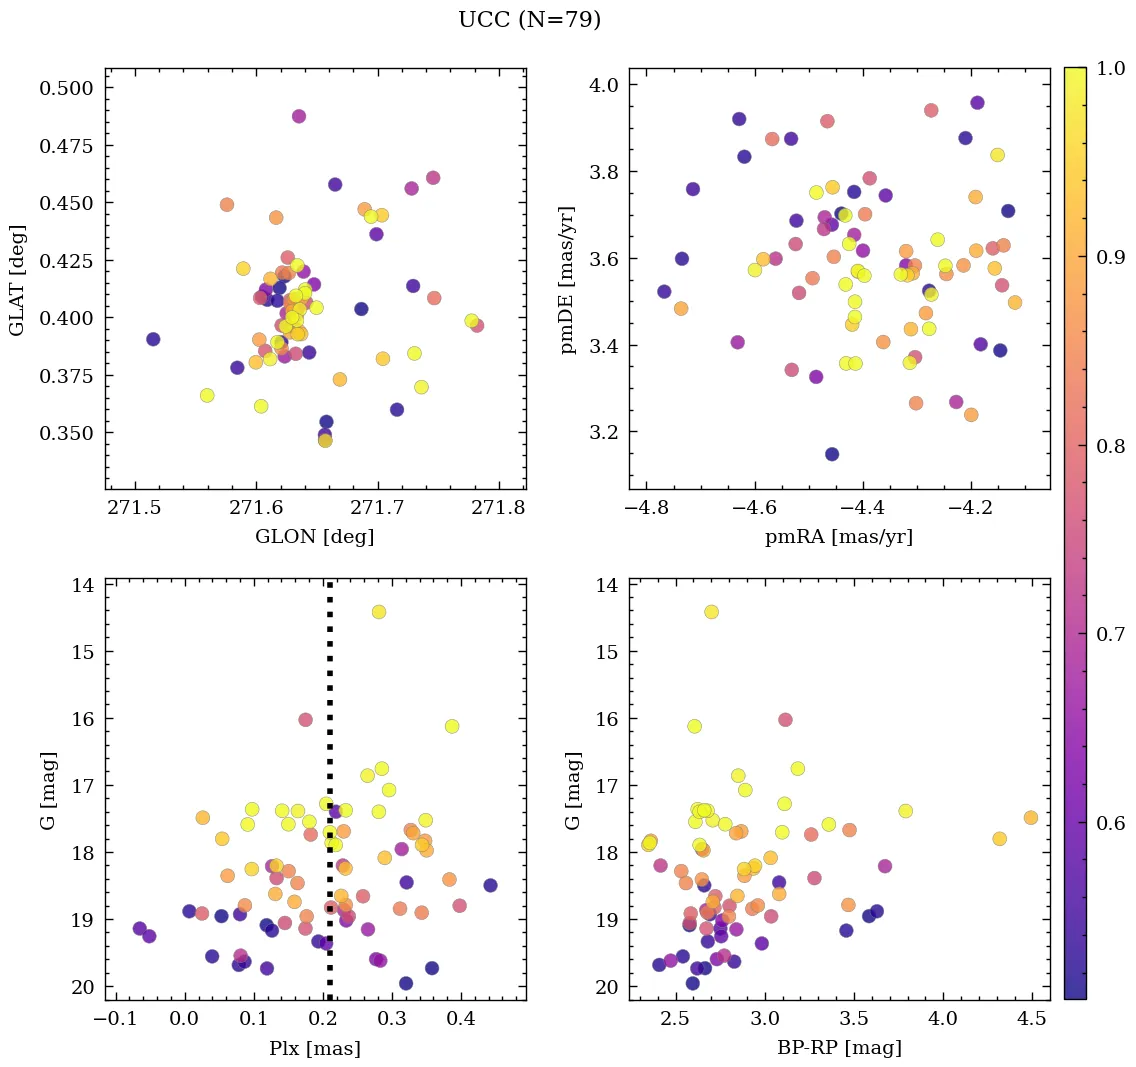 UCC (N=79)
0.500
0.475
0.450
0.425
0.400
0.375
0.350
GLAT [deg]
271.5 271.6 271.7 271.8
GLON [deg]
4.0
3.8
3.6
3.4
3.2
pmDE [mas/yr]
−4.8 −4.6 −4.4 −4.2
pmRA [mas/yr]
1.0
0.9
0.8
0.7
0.6
14
15
16
17
18
19
20
G [mag]
−0.1 0.0 0.1 0.2 0.3 0.4
Plx [mas]
14
15
16
17
18
19
20
G [mag]
2.5 3.0 3.5 4.0 4.5
BP-RP [mag]